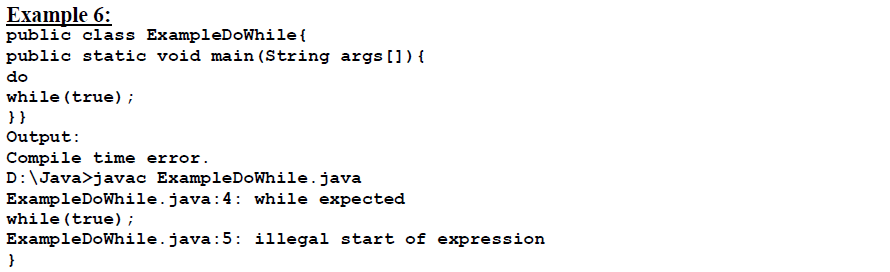 Example 6:
public class ExampleDoWhile{
public static void main(String args[]){
do
while(true);
}}
Output:
Compile time error.
D:\Java>javac ExampleDoWhile.java
ExampleDoWhile.java:4: while expected
while(true);
ExampleDoWhile.java:5: illegal start of expression
}